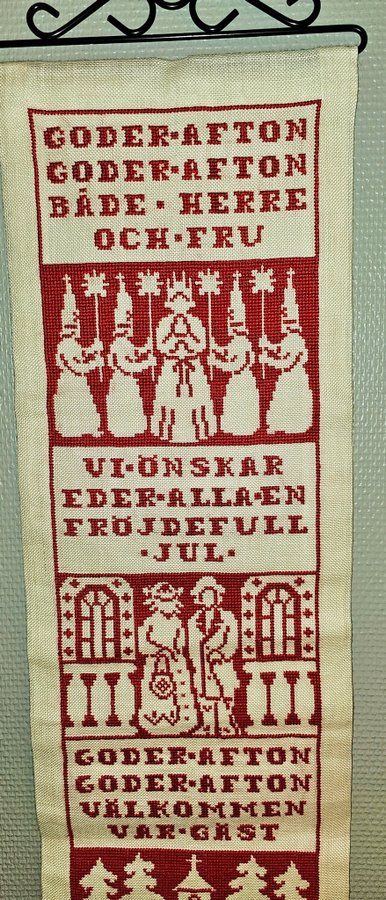 GODER·AFTON
GODER·AFTON
BÅDE·HERRE
OCH·FRU
VI·ÖNSKAR
EDER·ALLA·EN
FRÖJDEFULL
·JUL·
GODER·AFTON
GODER·AFTON
VÄLKOMMEN
VAR·GÄST